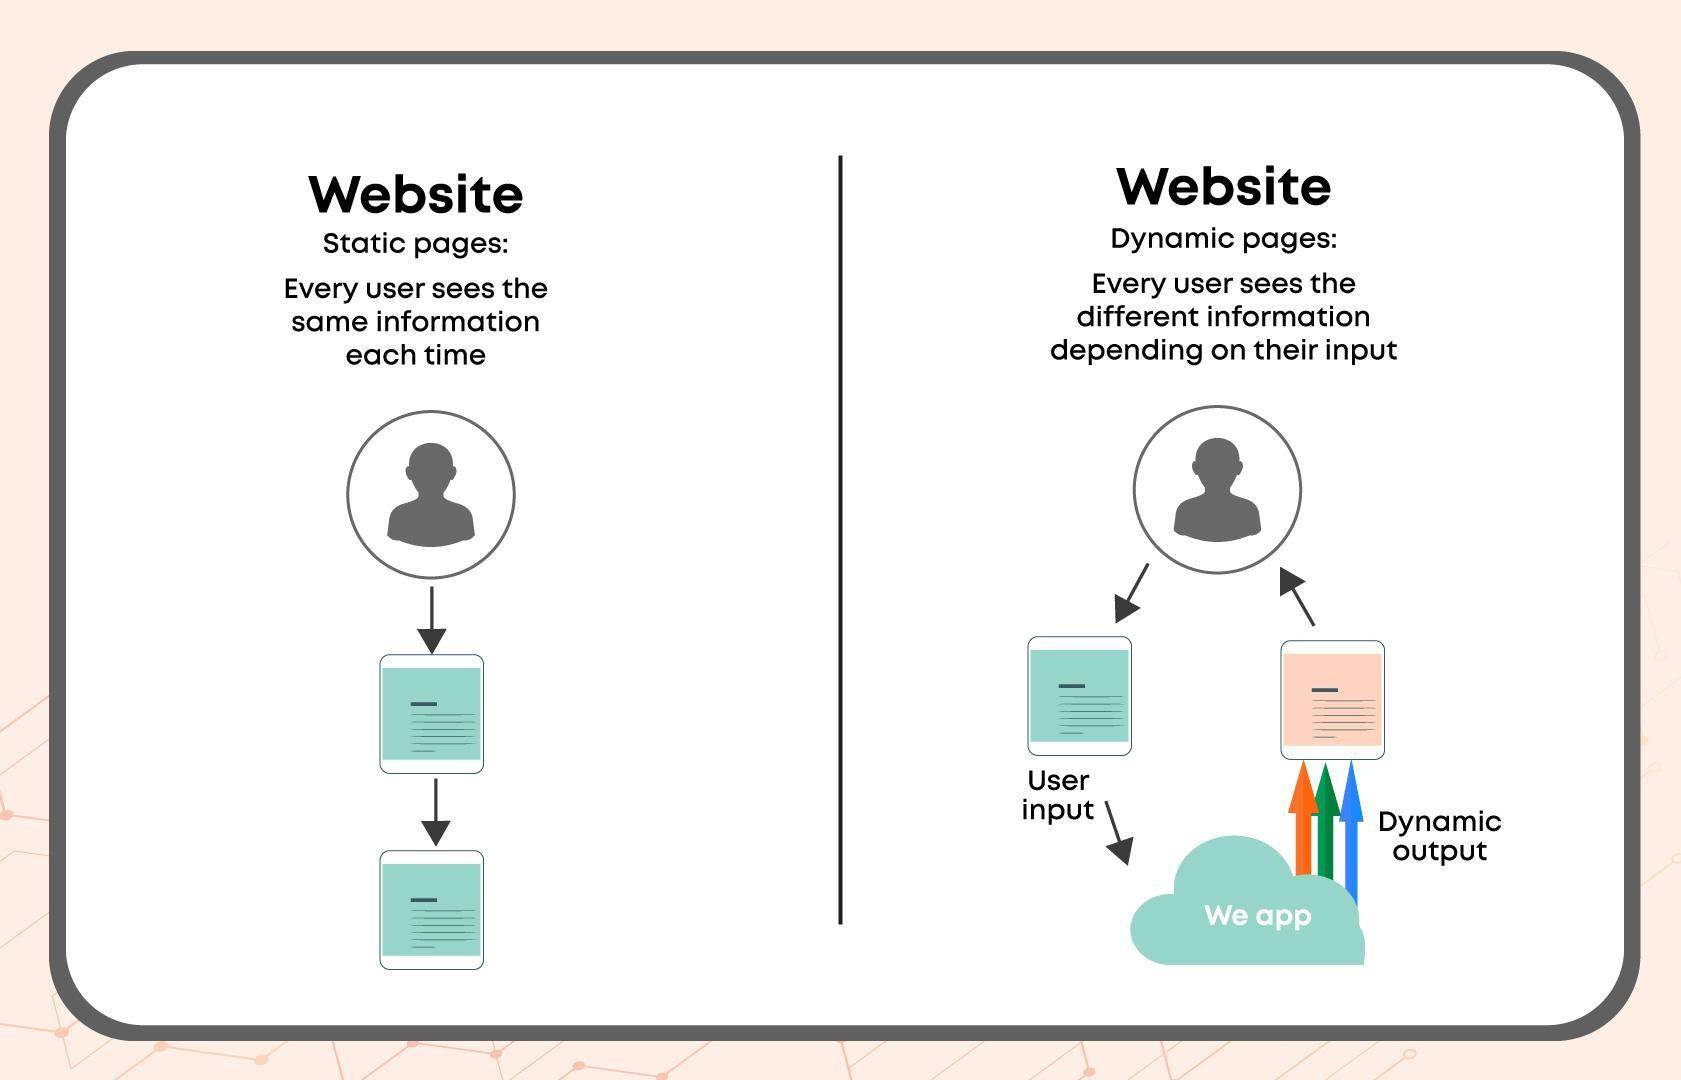 Website
Static pages:
Every user sees the
same information
each time
Website
Dynamic pages:
Every user sees the
different information
depending on their input
User
input
We app
Dynamic
output